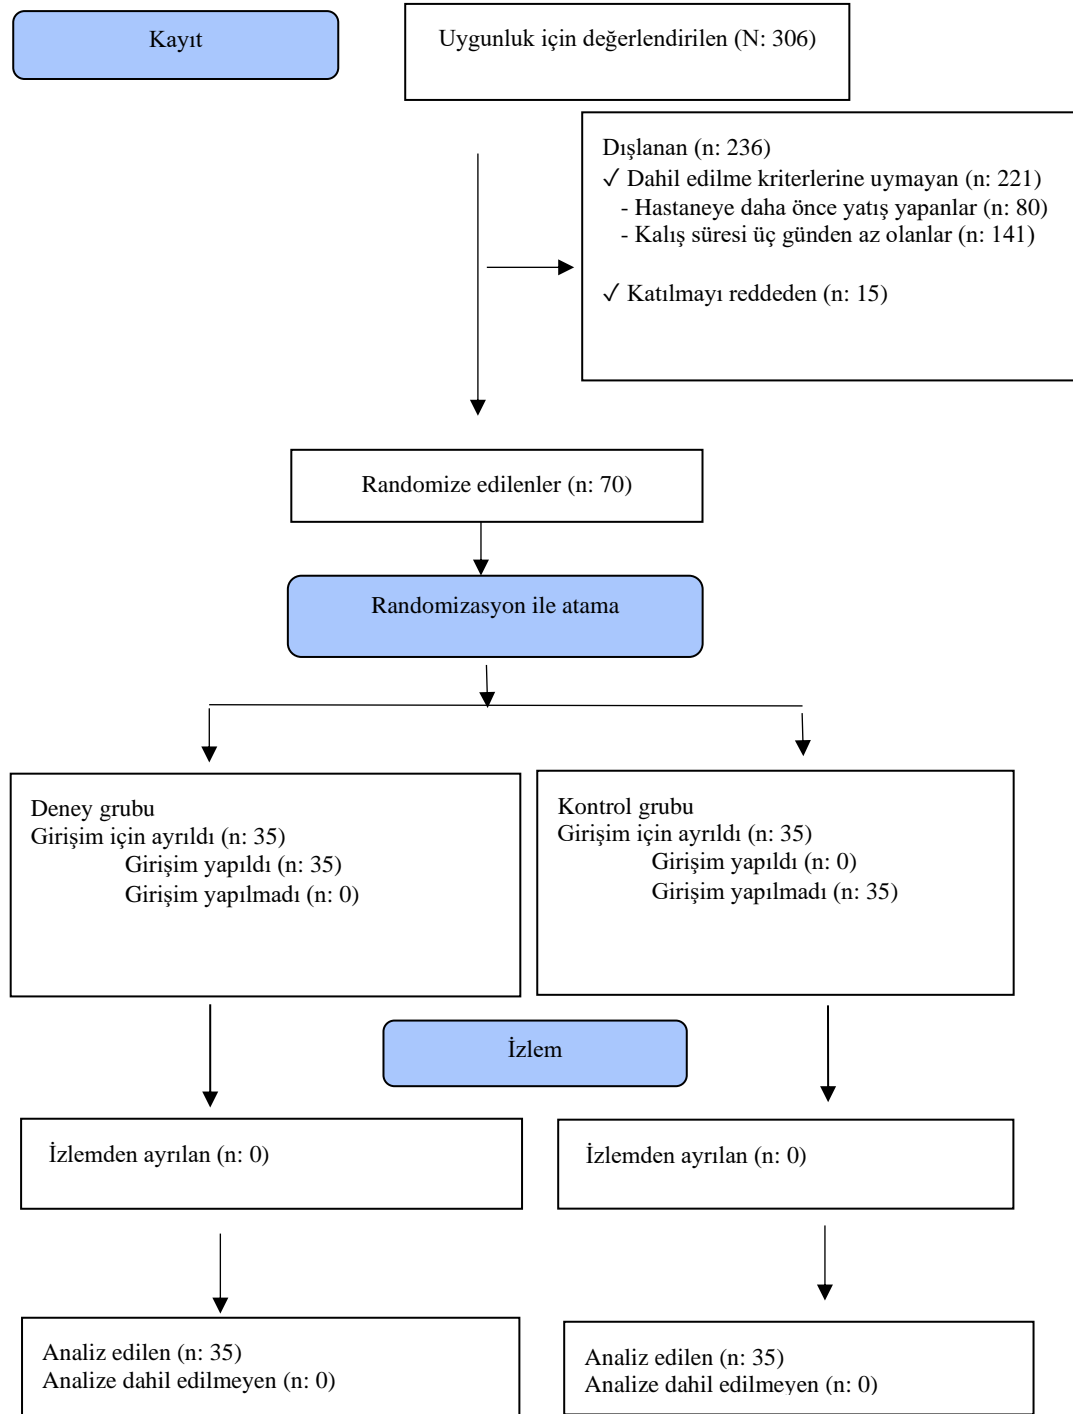 Kayıt
Uygunluk için değerlendirilen (N: 306)
Dışlanan (n: 236)
✓ Dahil edilme kriterlerine uymayan (n: 221)
- Hastaneye daha önce yatış yapanlar (n: 80)
- Kalış süresi üç günden az olanlar (n: 141)
✓ Katılmayı reddeden (n: 15)
Randomize edilenler (n: 70)
Randomizasyon ile atama
Deney grubu
Girişim için ayrıldı (n: 35)
Girişim yapıldı (n: 35)
Girişim yapılmadı (n: 0)
Kontrol grubu
Girişim için ayrıldı (n: 35)
Girişim yapıldı (n: 0)
Girişim yapılmadı (n: 35)
İzlem
İzlemden ayrılan (n: 0)
İzlemden ayrılan (n: 0)
Analiz edilen (n: 35)
Analize dahil edilmeyen (n: 0)
Analiz edilen (n: 35)
Analize dahil edilmeyen (n: 0)